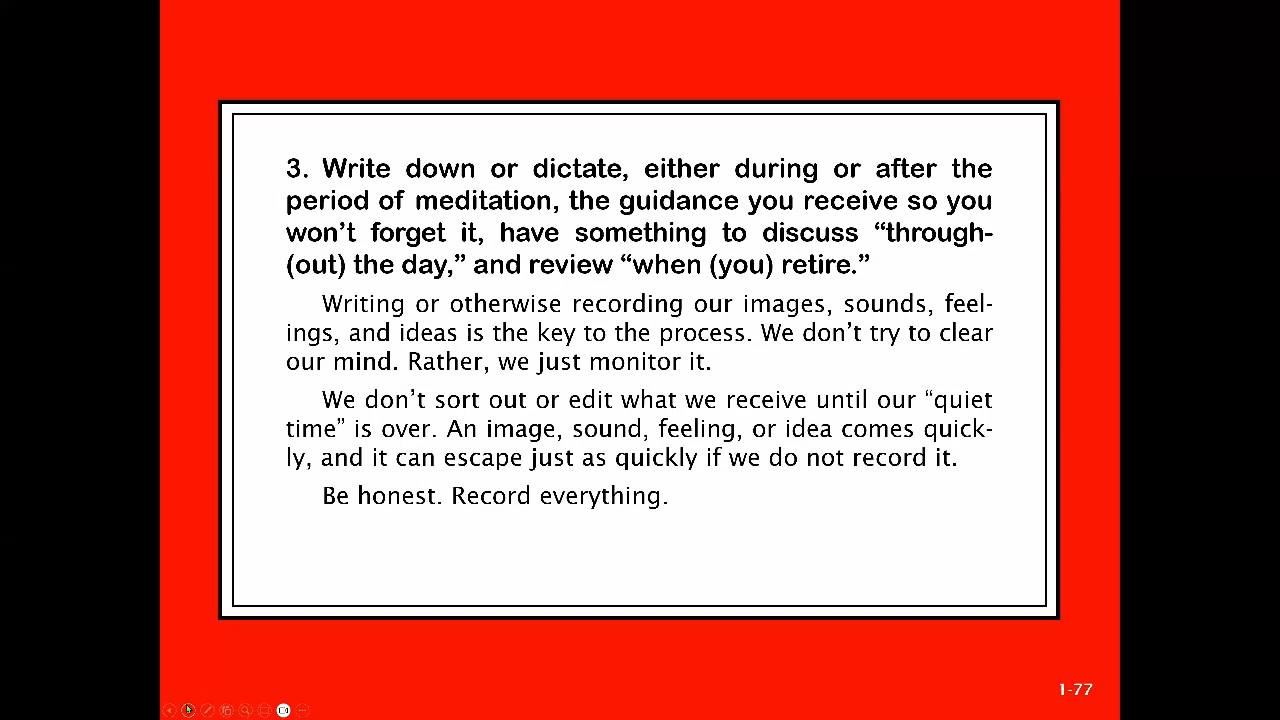 3. Write down or dictate, either during or after the
period of meditation, the guidance you receive so you
won’t forget it, have something to discuss “through-
(out) the day,” and review “when (you) retire.”
Writing or otherwise recording our images, sounds, feel-
ings, and ideas is the key to the process. We don’t try to clear
our mind. Rather, we just monitor it.
We don’t sort out or edit what we receive until our “quiet
time” is over. An image, sound, feeling, or idea comes quick-
ly, and it can escape just as quickly if we do not record it.
Be honest. Record everything.
1-77